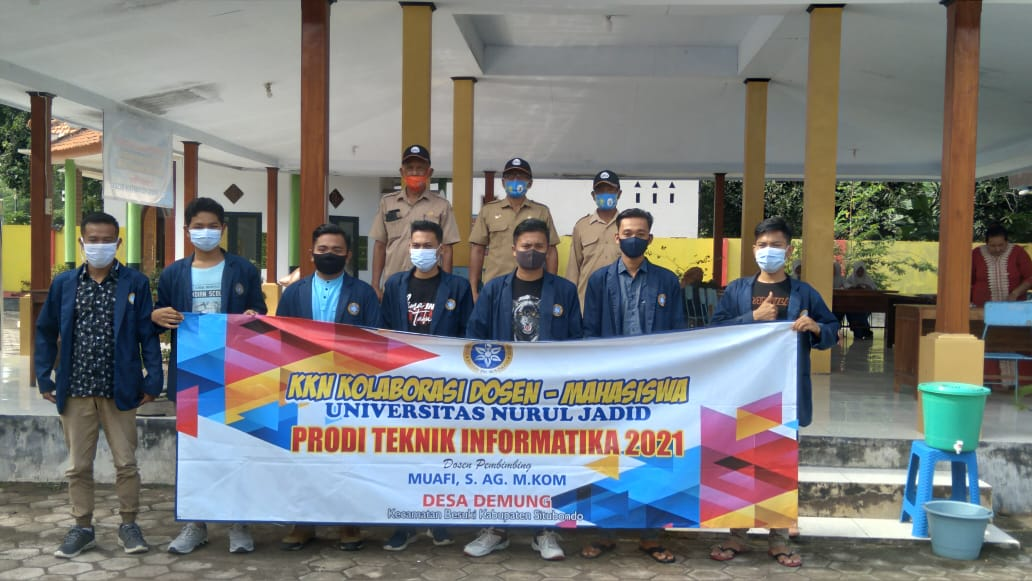 KKN KOLABORASI DOSEN - MAHASISWA
UNIVERSITAS NURUL JADID
PRODI TEKNIK INFORMATIKA 2021
Dosen Pembimbing
MUAFI, S. AG. M.KOM
DESA DEMUNG
Kecamatan Besuki Kabupaten Situbondo